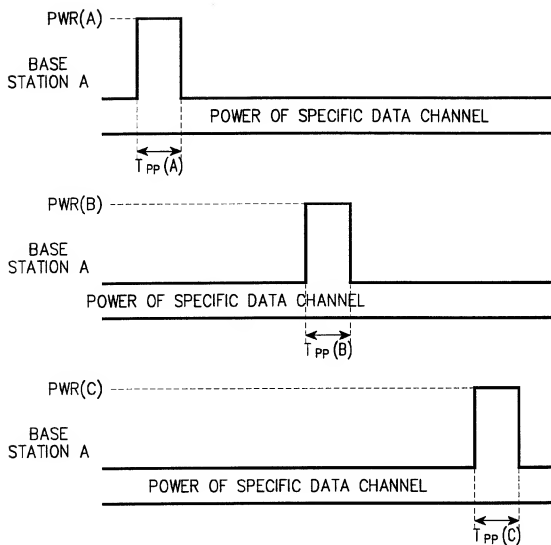 PWR(A)
BASE
STATION A
POWER OF SPECIFIC DATA CHANNEL
TPP(A)
PWR(B)
BASE
STATION A
POWER OF SPECIFIC DATA CHANNEL
TPP(B)
PWR(C)
BASE
STATION A
POWER OF SPECIFIC DATA CHANNEL
TPP(C)